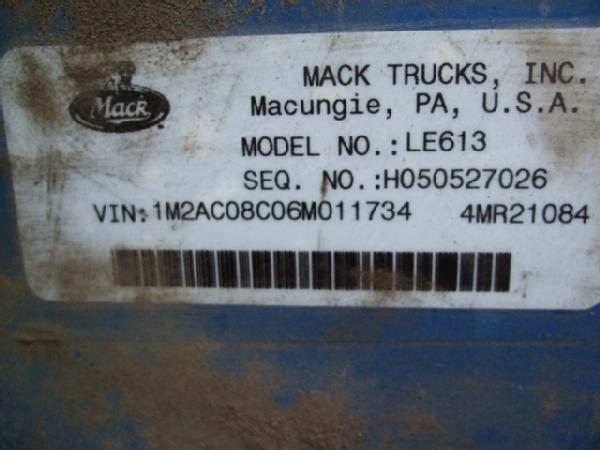 MACK TRUCKS, INC.
Mack
Macungie, PA, U.S.A.
MODEL NO.:LE613
SEQ. NO.:H050527026
VIN:1M2AC08C06M011734 4MR21084